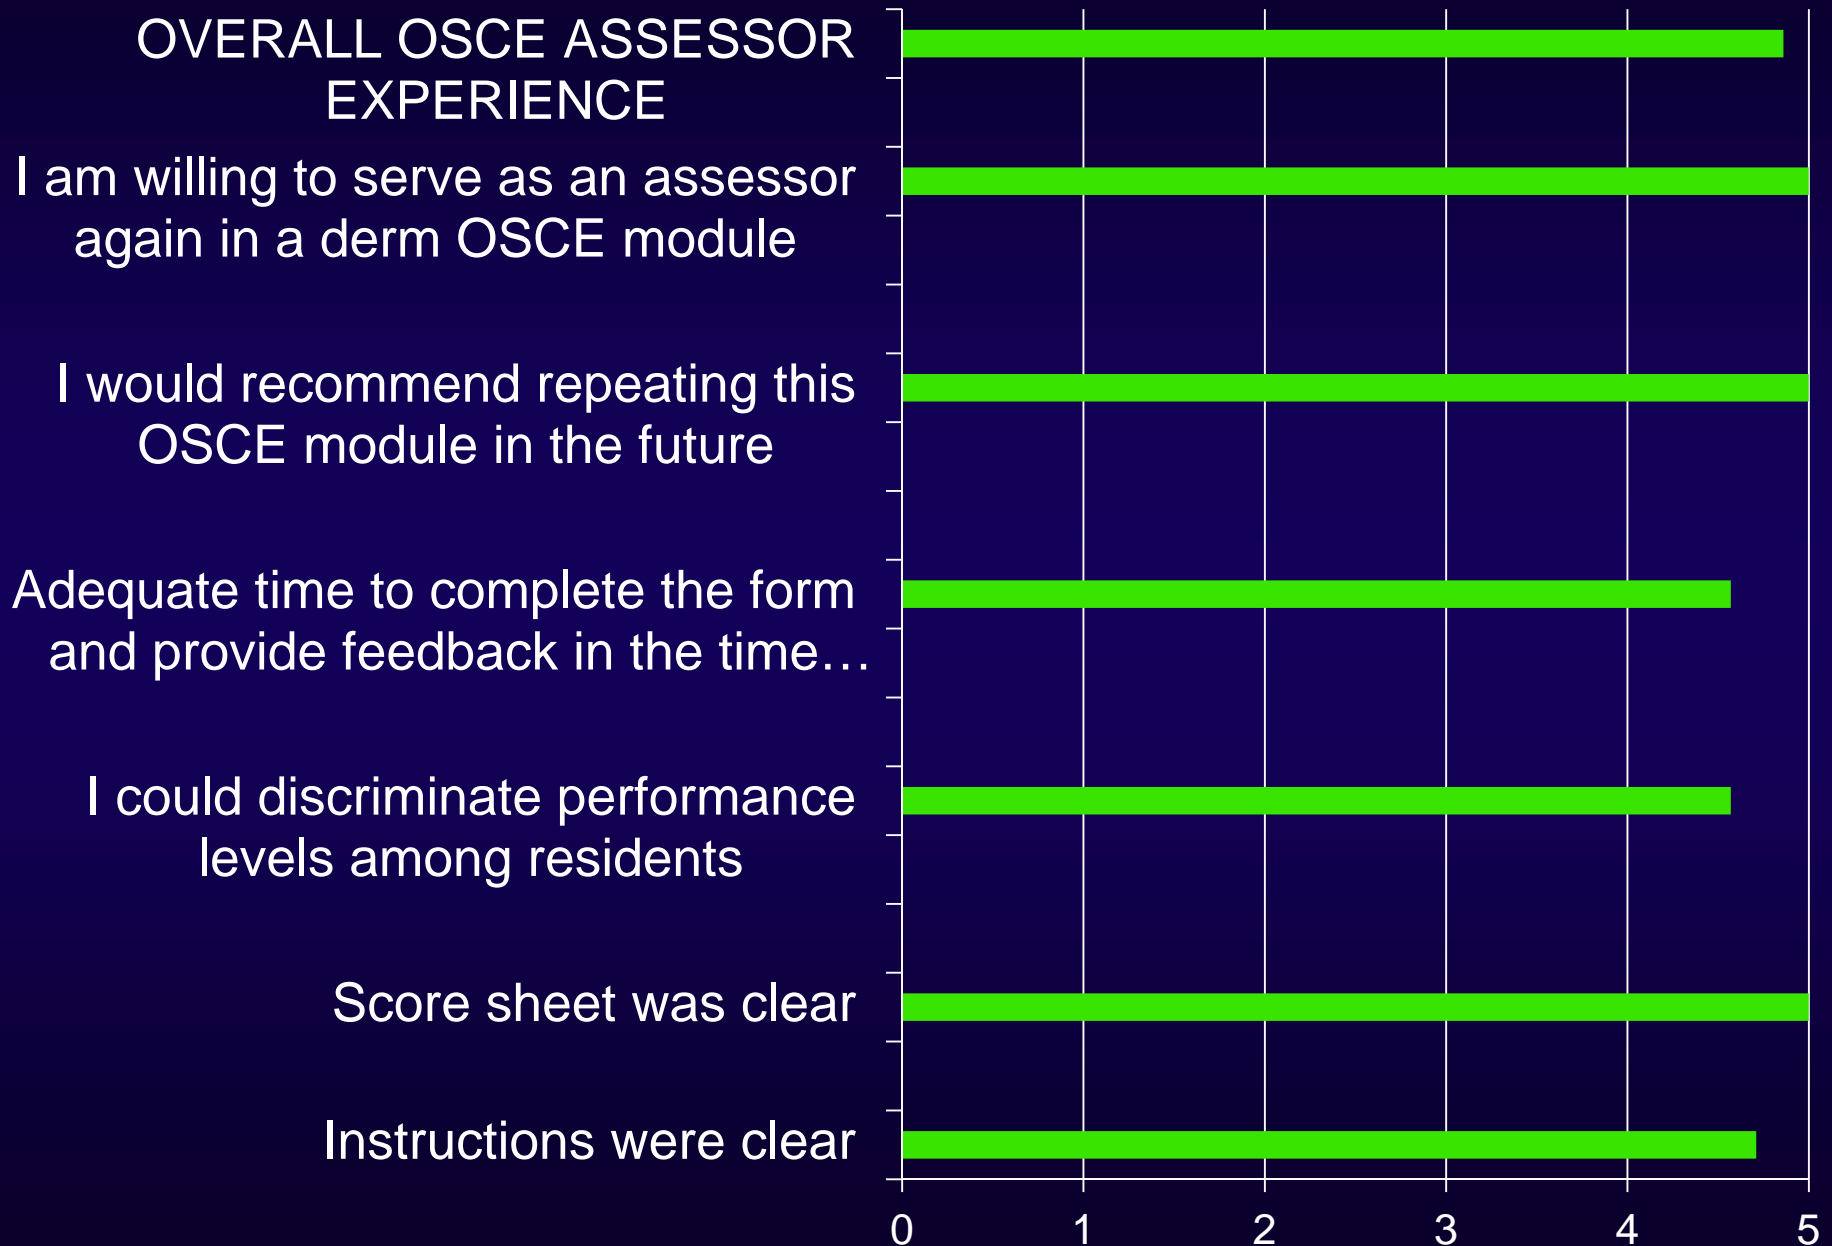 OVERALL OSCE ASSESSOR
EXPERIENCE
I am willing to serve as an assessor
again in a derm OSCE module
I would recommend repeating this
OSCE module in the future
Adequate time to complete the form
and provide feedback in the time…
I could discriminate performance
levels among residents
Score sheet was clear
Instructions were clear
0 1 2 3 4 5